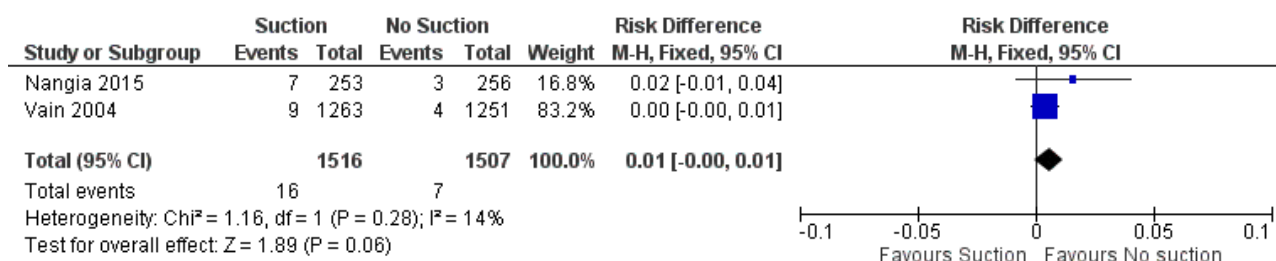 Suction No Suction Risk Difference Risk Difference
Study or Subgroup Events Total Events Total Weight M-H, Fixed, 95% CI M-H, Fixed, 95% CI
Nangia 2015 7 253 3 256 16.8% 0.02 [-0.01, 0.04]
Vain 2004 9 1263 4 1251 83.2% 0.00 [-0.00, 0.01]
Total (95% CI) 1516 1507 100.0% 0.01 [-0.00, 0.01]
Total events 16 7
Heterogeneity: Chi² = 1.16, df = 1 (P = 0.28); I² = 14%
Test for overall effect: Z = 1.89 (P = 0.06)
-0.1 -0.05 0 0.05 0.1
Favours Suction Favours No suction